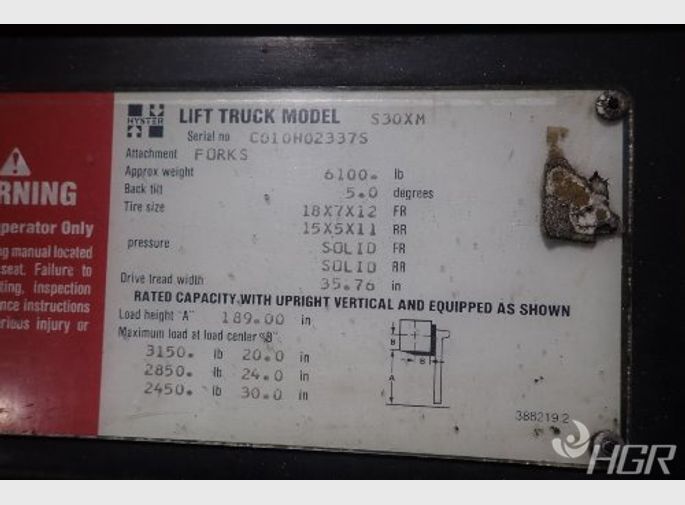 HYSTER
LIFT TRUCK MODEL S30XM
Serial no C010H02337S
Attachment FORKS
Approx weight 6100. lb
Back tilt 5.0 degrees
Tire size 18X7X12 FR
15X5X11 RR
pressure SOLID FR
SOLID RR
Drive tread width 35.76 in
RATED CAPACITY WITH UPRIGHT VERTICAL AND EQUIPPED AS SHOWN
Load height "A" 189.00 in
Maximum load at load center "B"
3150. lb 20.0 in
2850. lb 24.0 in
2450. lb 30.0 in
B
B
A
388219 2
RNING
perator Only
ng manual located
seat. Failure to
ting, inspection
nce instructions
erious injury or
HGR